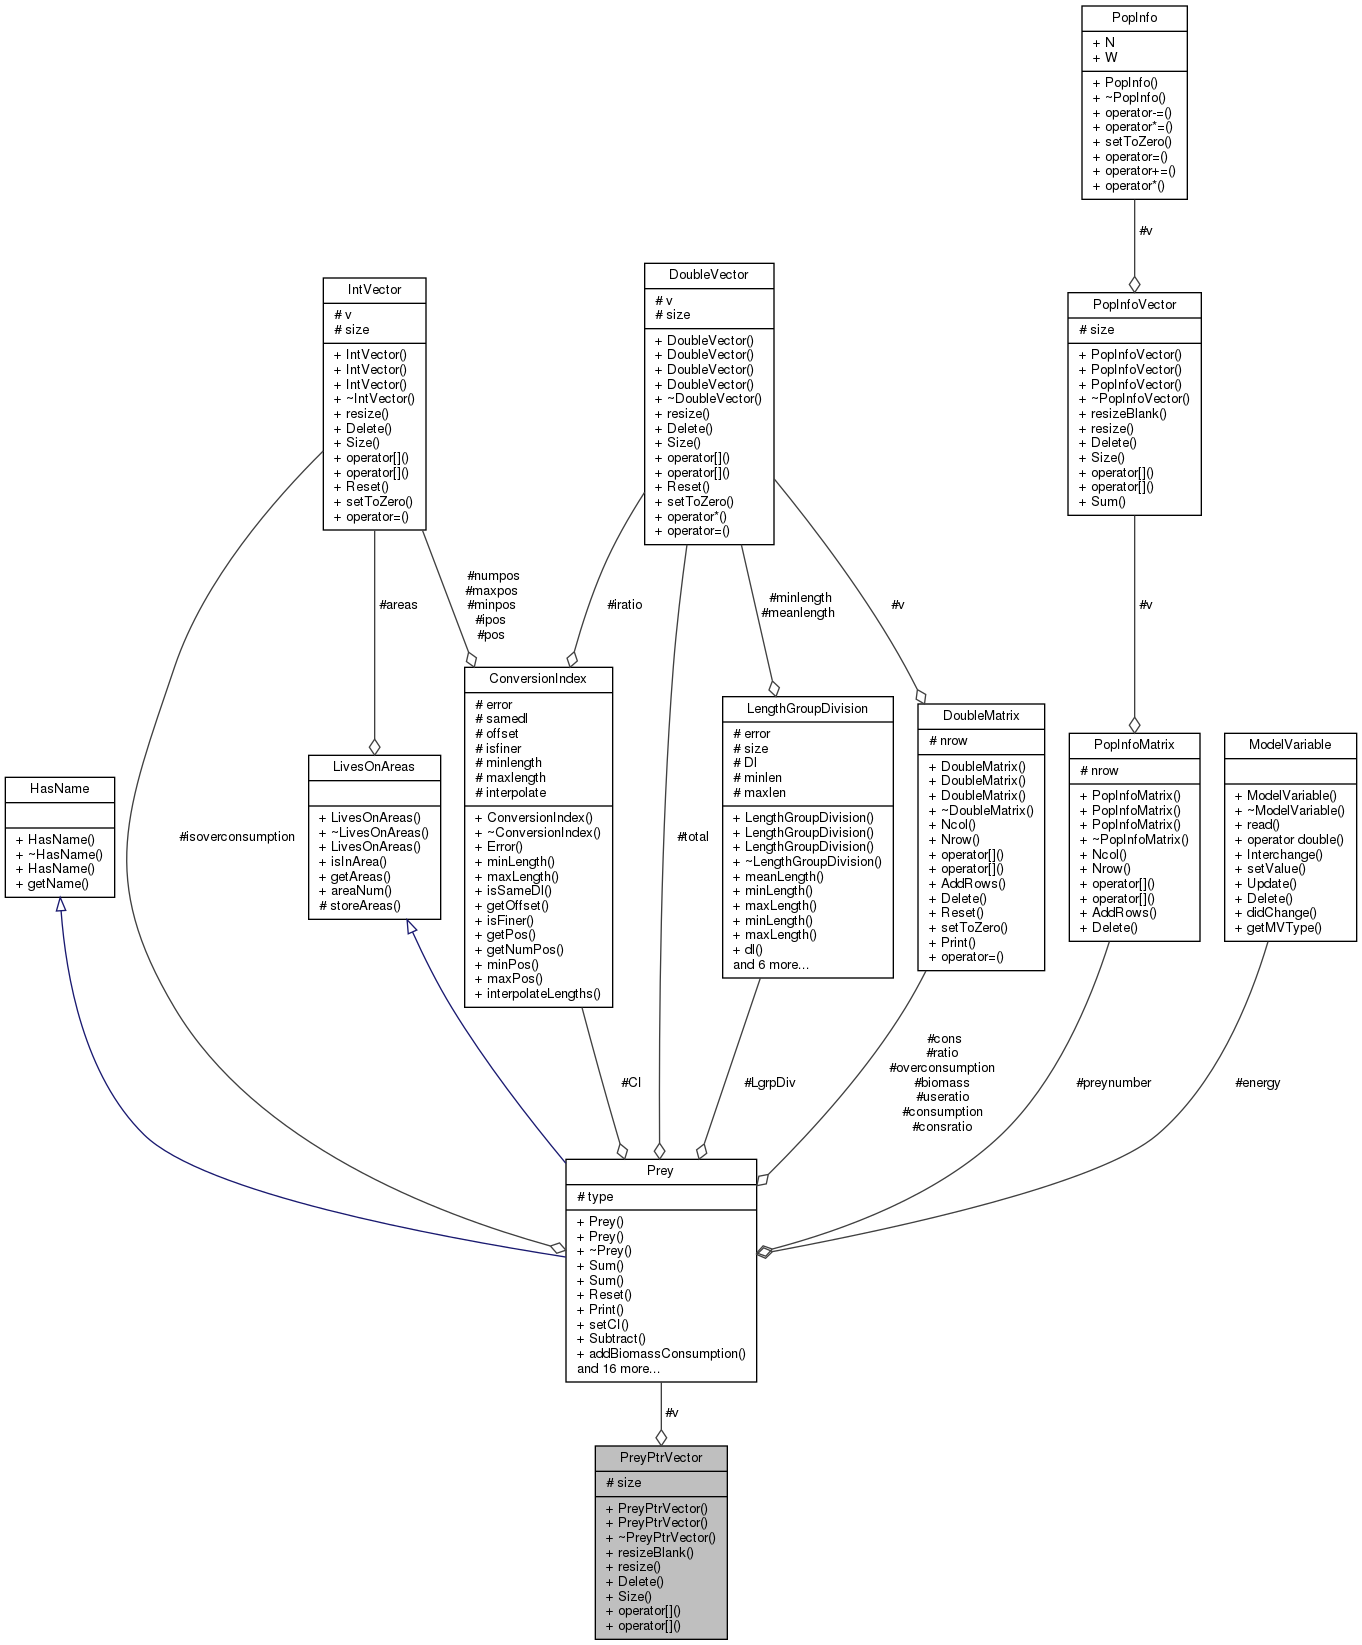 PopInfo
+ N
+ W
+ PopInfo()
+ ~PopInfo()
+ operator-=()
+ operator*=()
+ setToZero()
+ operator=()
+ operator+=()
+ operator*()
#v
IntVector
# v
# size
+ IntVector()
+ IntVector()
+ IntVector()
+ ~IntVector()
+ resize()
+ Delete()
+ Size()
+ operator[]()
+ operator[]()
+ Reset()
+ setToZero()
+ operator=()
DoubleVector
# v
# size
+ DoubleVector()
+ DoubleVector()
+ DoubleVector()
+ DoubleVector()
+ ~DoubleVector()
+ resize()
+ Delete()
+ Size()
+ operator[]()
+ operator[]()
+ Reset()
+ setToZero()
+ operator*()
+ operator=()
PopInfoVector
# size
+ PopInfoVector()
+ PopInfoVector()
+ PopInfoVector()
+ ~PopInfoVector()
+ resizeBlank()
+ resize()
+ Delete()
+ Size()
+ operator[]()
+ operator[]()
+ Sum()
#areas
#numpos
#maxpos
#minpos
#ipos
#pos
#iratio
#minlength
#meanlength
#v
#v
HasName
+ HasName()
+ ~HasName()
+ HasName()
+ getName()
#isoverconsumption
LivesOnAreas
+ LivesOnAreas()
+ ~LivesOnAreas()
+ LivesOnAreas()
+ isInArea()
+ getAreas()
+ areaNum()
# storeAreas()
ConversionIndex
# error
# samedl
# offset
# isfiner
# minlength
# maxlength
# interpolate
+ ConversionIndex()
+ ~ConversionIndex()
+ Error()
+ minLength()
+ maxLength()
+ isSameDl()
+ getOffset()
+ isFiner()
+ getPos()
+ getNumPos()
+ minPos()
+ maxPos()
+ interpolateLengths()
#total
LengthGroupDivision
# error
# size
# Dl
# minlen
# maxlen
+ LengthGroupDivision()
+ LengthGroupDivision()
+ LengthGroupDivision()
+ ~LengthGroupDivision()
+ meanLength()
+ minLength()
+ maxLength()
+ minLength()
+ maxLength()
+ dl()
and 6 more...
DoubleMatrix
# nrow
+ DoubleMatrix()
+ DoubleMatrix()
+ DoubleMatrix()
+ ~DoubleMatrix()
+ Ncol()
+ Nrow()
+ operator[]()
+ operator[]()
+ AddRows()
+ Delete()
+ Reset()
+ setToZero()
+ Print()
+ operator=()
PopInfoMatrix
# nrow
+ PopInfoMatrix()
+ PopInfoMatrix()
+ PopInfoMatrix()
+ ~PopInfoMatrix()
+ Ncol()
+ Nrow()
+ operator[]()
+ operator[]()
+ AddRows()
+ Delete()
ModelVariable
+ ModelVariable()
+ ~ModelVariable()
+ read()
+ operator double()
+ Interchange()
+ setValue()
+ Update()
+ Delete()
+ didChange()
+ getMVType()
#CI
#LgrpDiv
#cons
#ratio
#overconsumption
#biomass
#useratio
#consumption
#consratio
#preynumber
#energy
Prey
# type
+ Prey()
+ Prey()
+ ~Prey()
+ Sum()
+ Sum()
+ Reset()
+ Print()
+ setCI()
+ Subtract()
+ addBiomassConsumption()
and 16 more...
#v
PreyPtrVector
# size
+ PreyPtrVector()
+ PreyPtrVector()
+ ~PreyPtrVector()
+ resizeBlank()
+ resize()
+ Delete()
+ Size()
+ operator[]()
+ operator[]()